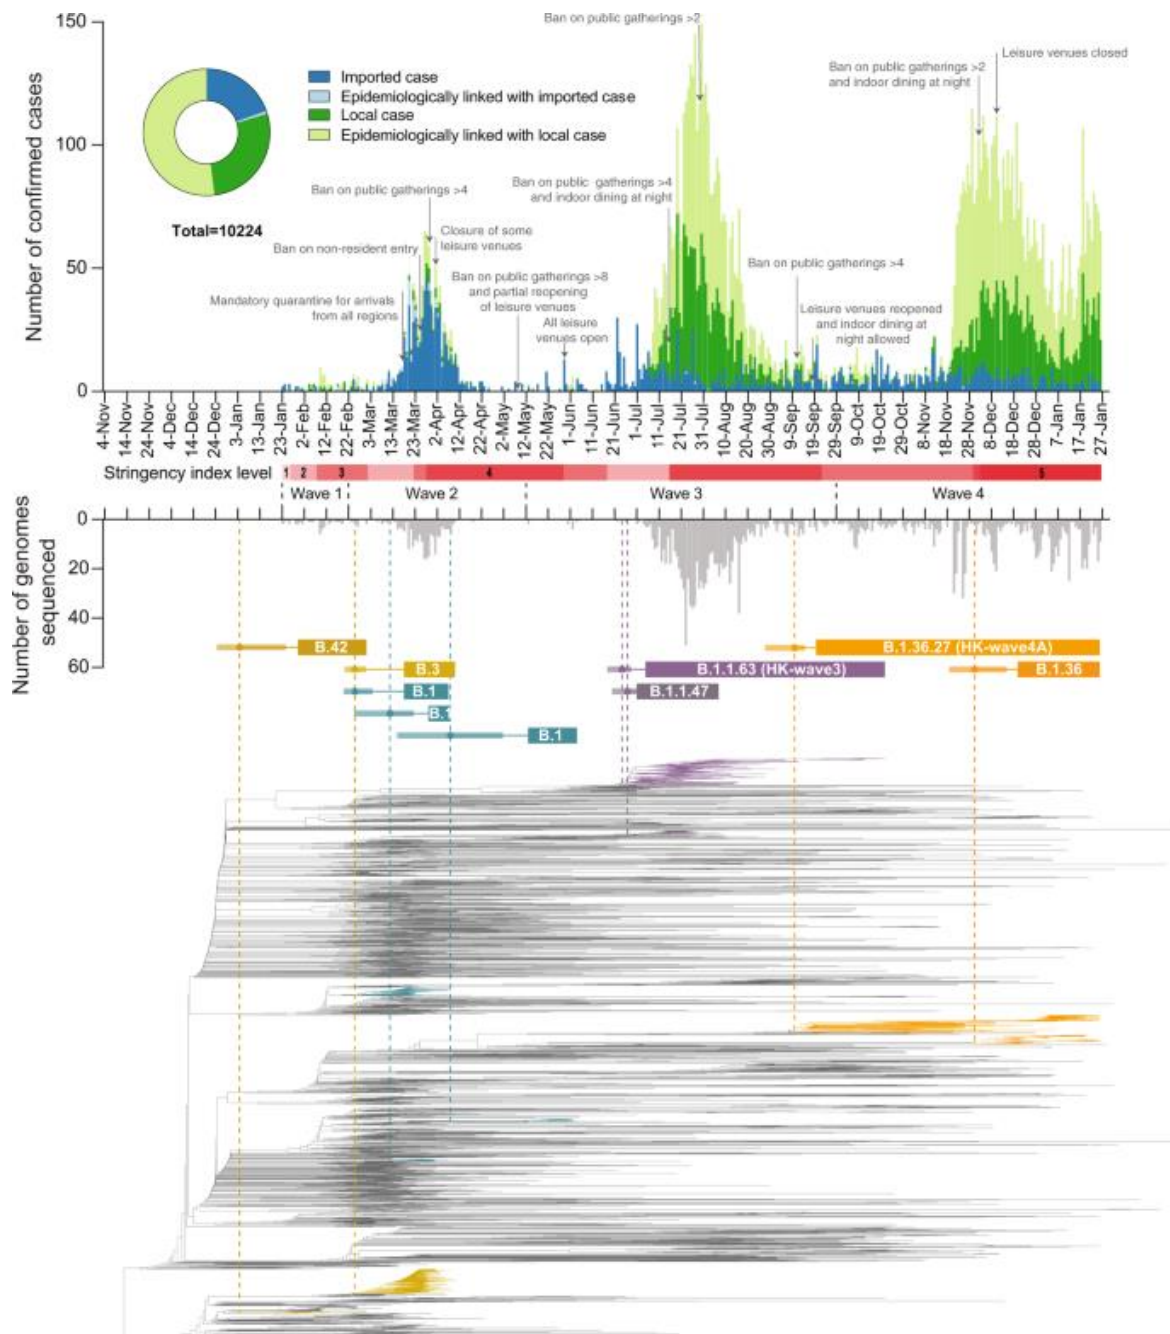 Number of confirmed cases
150
100
50
0
Imported case
Epidemiologically linked with imported case
Local case
Epidemiologically linked with local case
Total=10224
Ban on public gatherings >2
Ban on public gatherings >2
and indoor dining at night
Leisure venues closed
Ban on public gatherings >4
Closure of some
leisure venues
Ban on non-resident entry
Mandatory quarantine for arrivals
from all regions
Ban on public gatherings >8
and partial reopening
of leisure venues
All leisure
venues open
Ban on public gatherings >4
and indoor dining at night
Ban on public gatherings >4
Leisure venues reopened
and indoor dining at
night allowed
4-Nov
14-Nov
24-Nov
4-Dec
14-Dec
24-Dec
3-Jan
13-Jan
23-Jan
2-Feb
12-Feb
22-Feb
3-Mar
13-Mar
23-Mar
2-Apr
12-Apr
22-Apr
2-May
12-May
22-May
1-Jun
11-Jun
21-Jun
1-Jul
11-Jul
21-Jul
31-Jul
10-Aug
20-Aug
30-Aug
9-Sep
19-Sep
29-Sep
9-Oct
19-Oct
29-Oct
8-Nov
18-Nov
28-Nov
8-Dec
18-Dec
28-Dec
7-Jan
17-Jan
27-Jan
Stringency index level 1 2 3 4 5
Wave 1 Wave 2 Wave 3 Wave 4
Number of genomes
sequenced
0
20
40
60
B.42 B.1.36.27 (HK-wave4A)
B.3 B.1.1.63 (HK-wave3) B.1.36
B.1 B.1.1.47
B.1
B.1